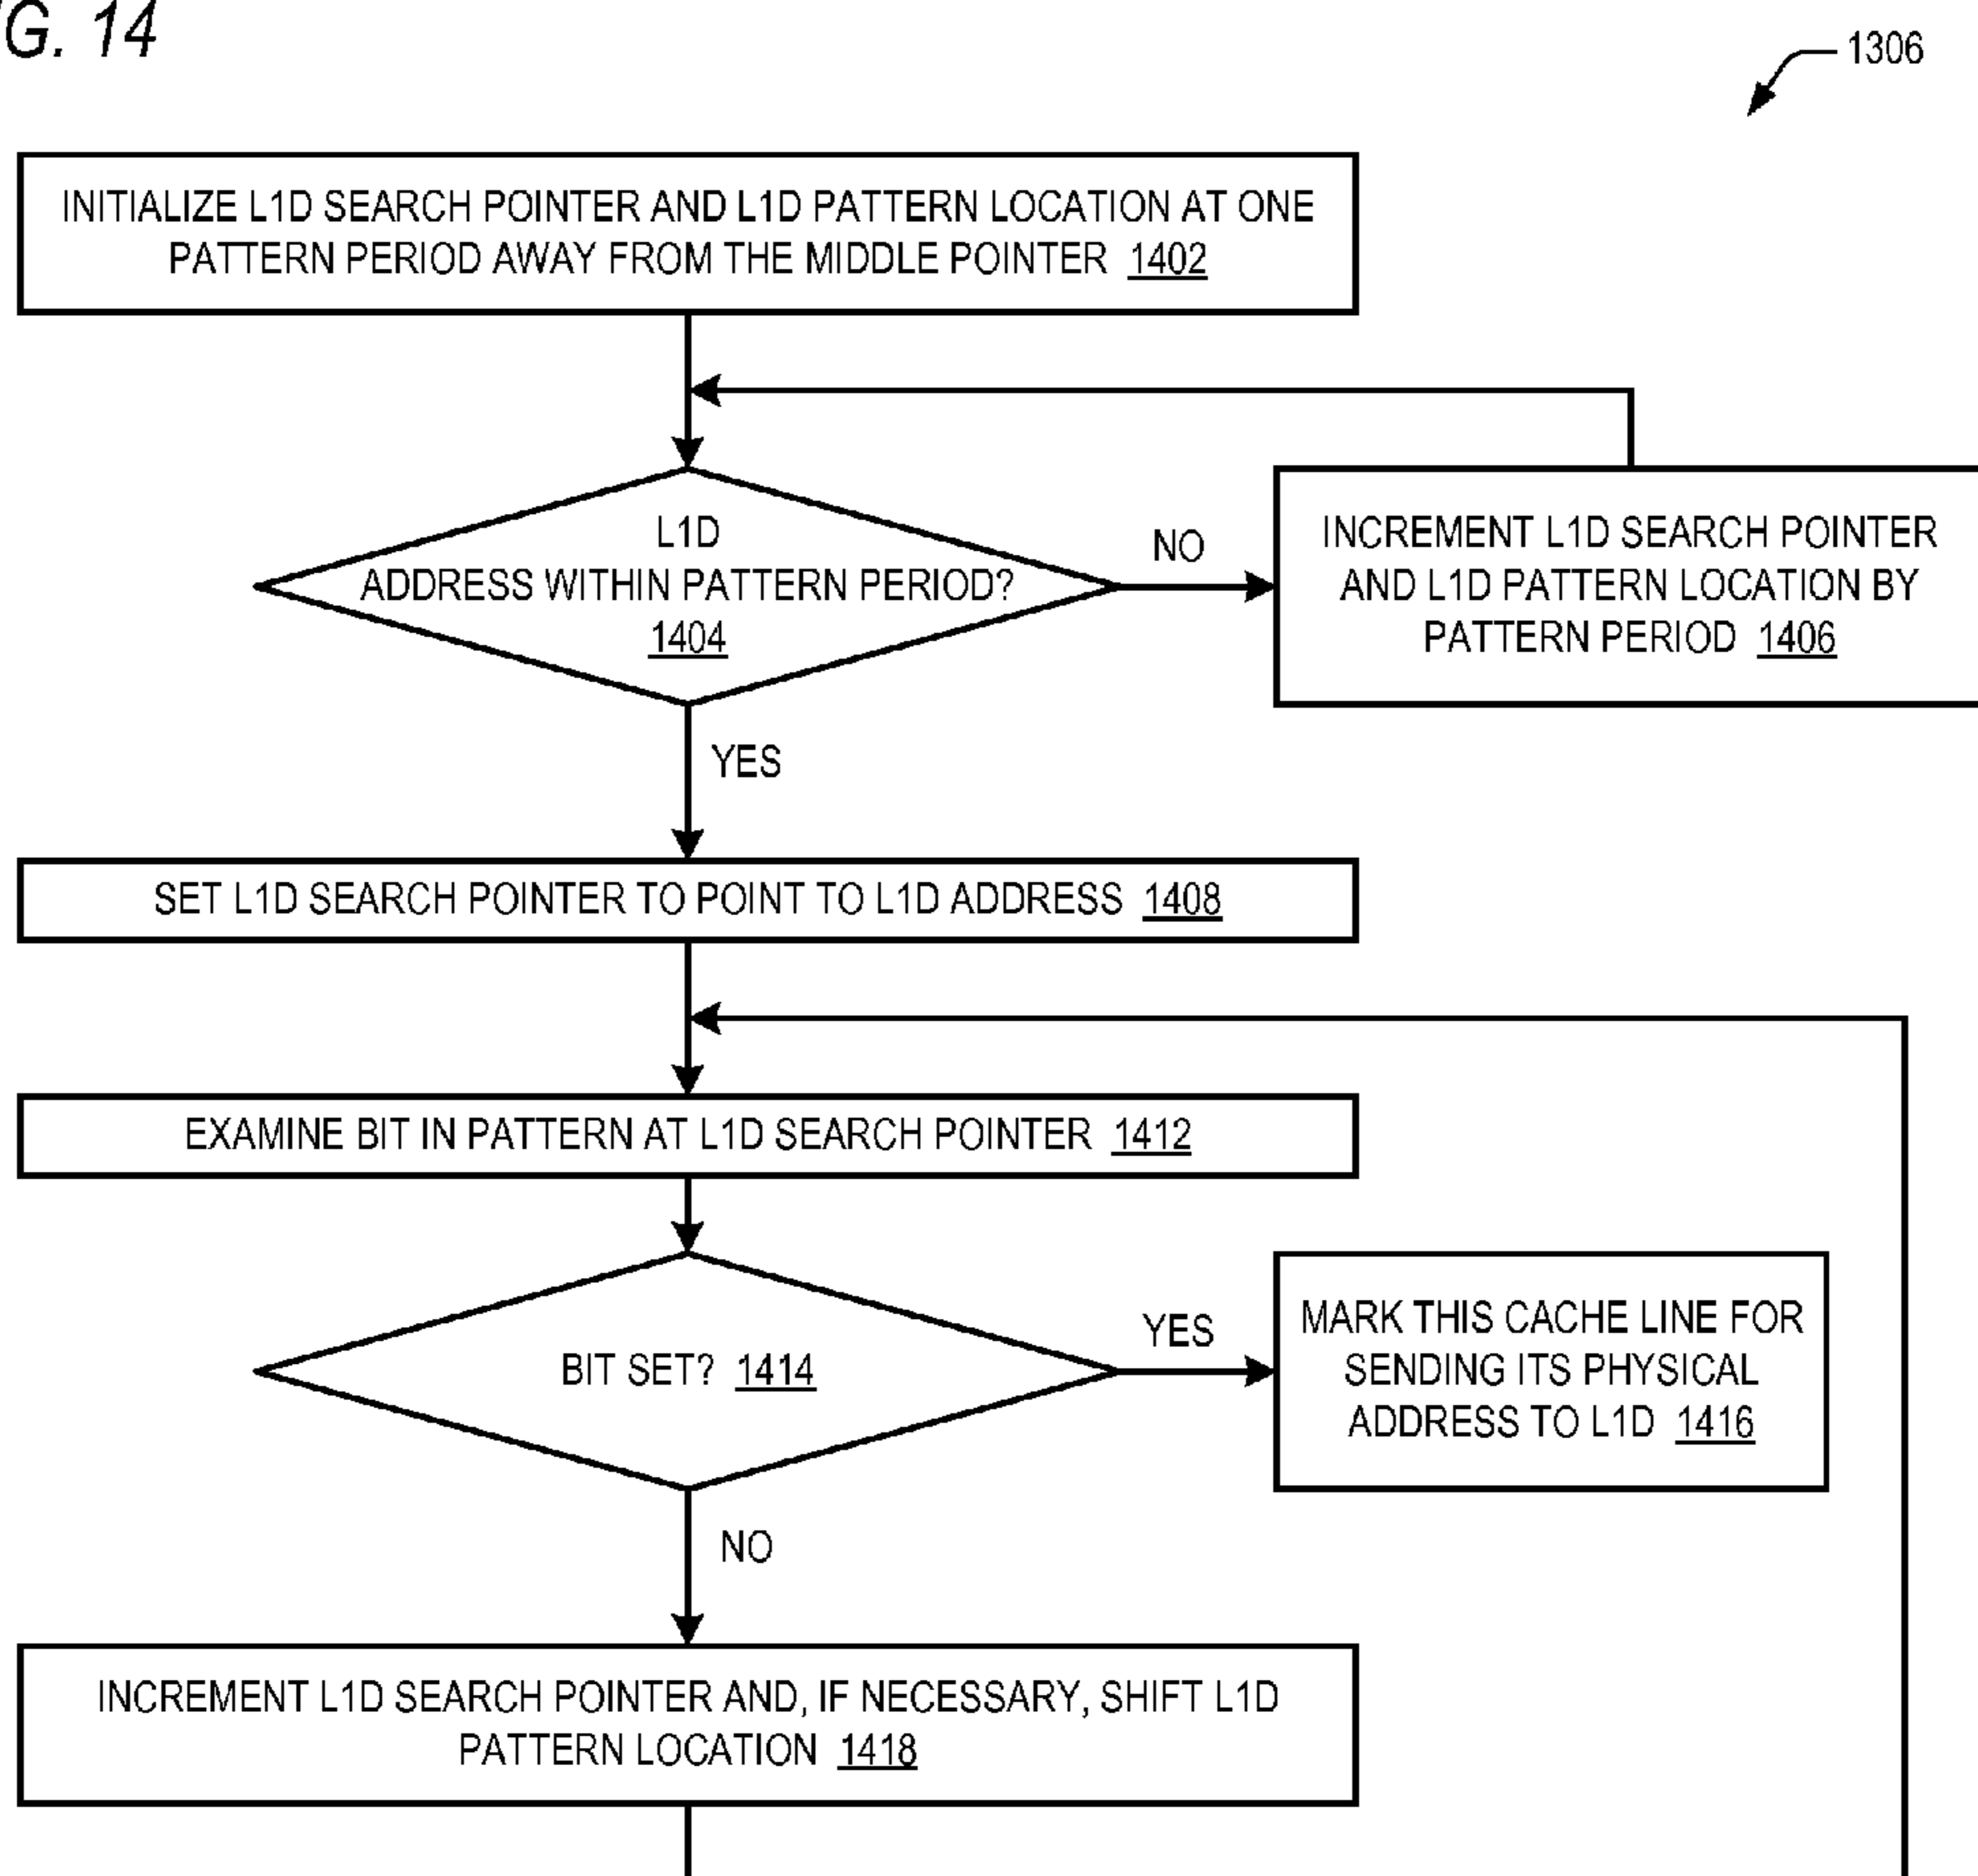 G. 14
1306
INITIALIZE L1D SEARCH POINTER AND L1D PATTERN LOCATION AT ONE
PATTERN PERIOD AWAY FROM THE MIDDLE POINTER 1402
L1D
ADDRESS WITHIN PATTERN PERIOD?
1404
NO
INCREMENT L1D SEARCH POINTER
AND L1D PATTERN LOCATION BY
PATTERN PERIOD 1406
YES
SET L1D SEARCH POINTER TO POINT TO L1D ADDRESS 1408
EXAMINE BIT IN PATTERN AT L1D SEARCH POINTER 1412
BIT SET? 1414
YES
MARK THIS CACHE LINE FOR
SENDING ITS PHYSICAL
ADDRESS TO L1D 1416
NO
INCREMENT L1D SEARCH POINTER AND, IF NECESSARY, SHIFT L1D
PATTERN LOCATION 1418